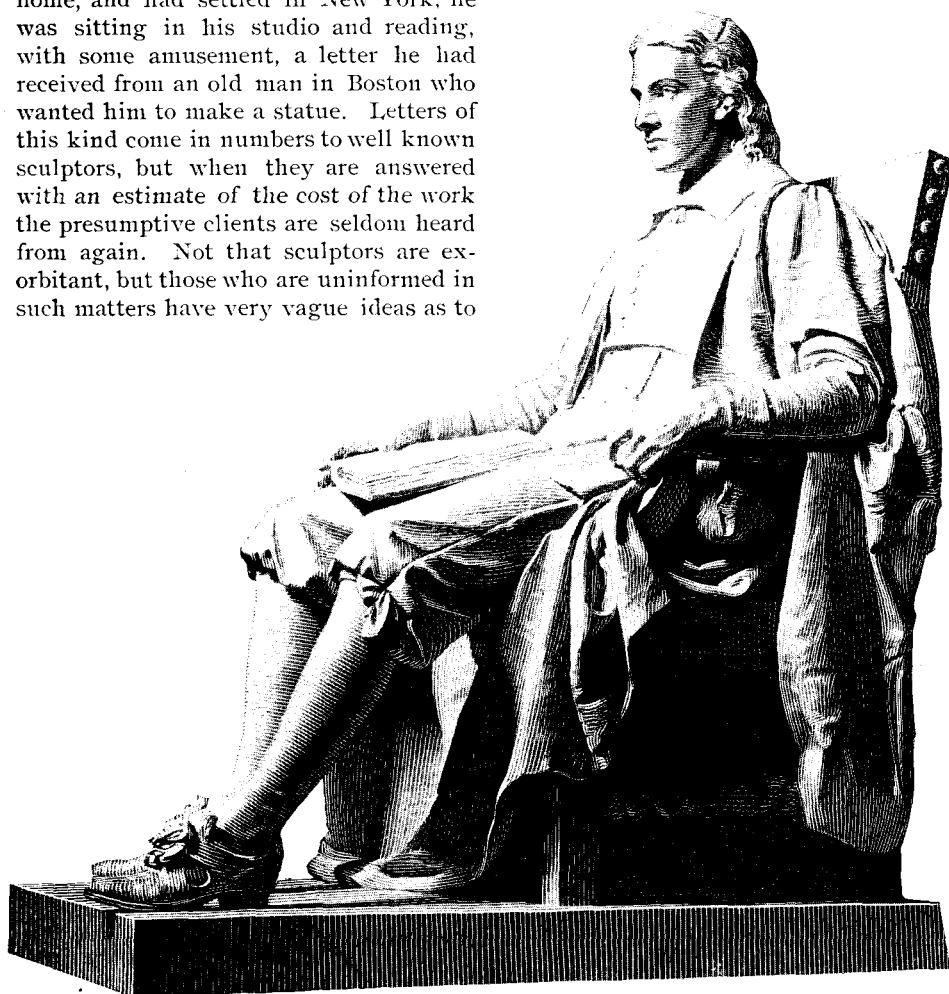 home, and had settled in New York, he
was sitting in his studio and reading,
with some amusement, a letter he had
received from an old man in Boston who
wanted him to make a statue. Letters of
this kind come in numbers to well known
sculptors, but when they are answered
with an estimate of the cost of the work
the presumptive clients are seldom heard
from again. Not that sculptors are ex-
orbitant, but those who are uninformed in
such matters have very vague ideas as to